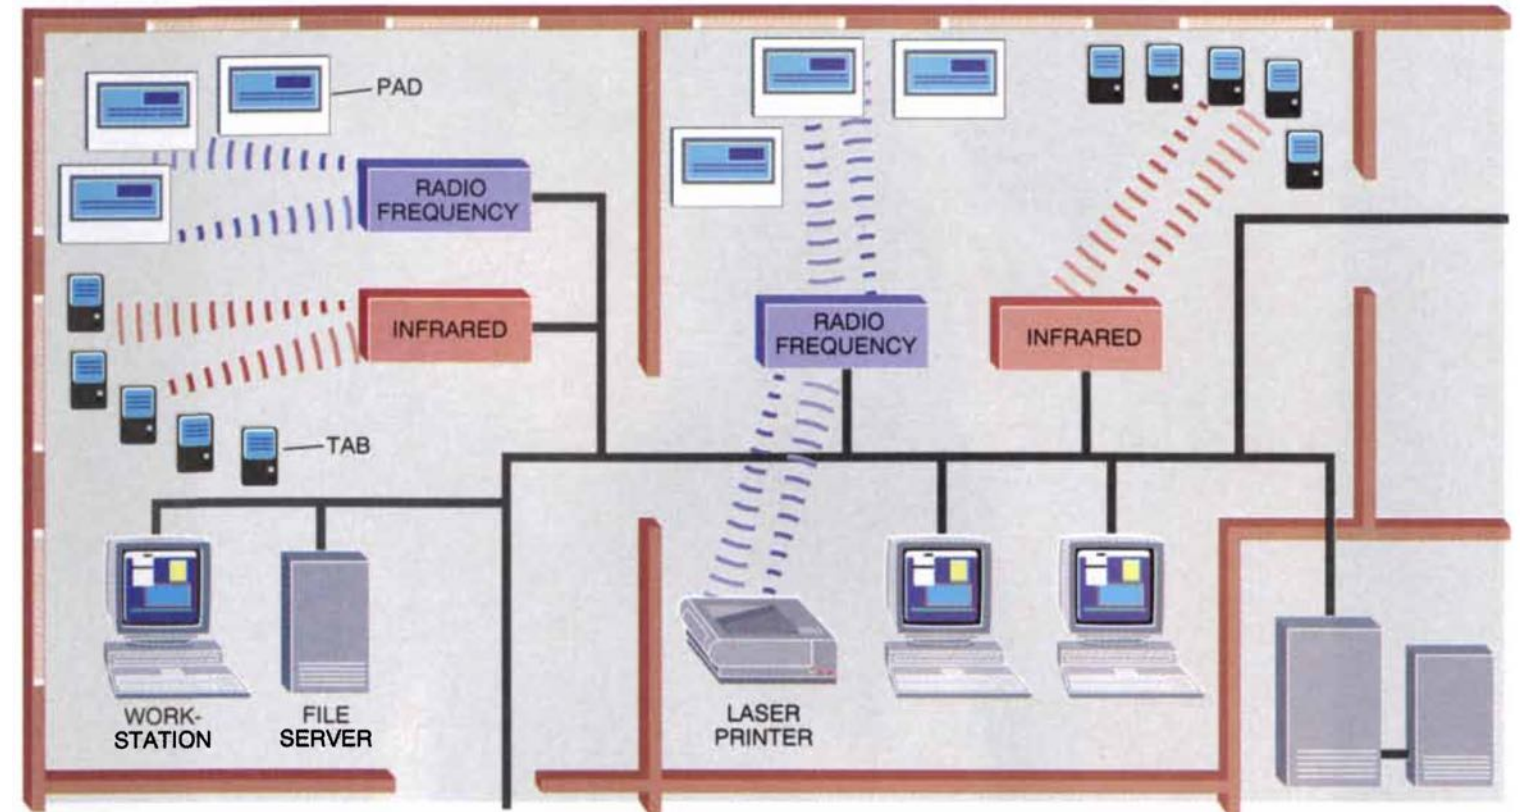 PAD
RADIO
FREQUENCY
INFRARED
TAB
WORK-
STATION
FILE
SERVER
RADIO
FREQUENCY
INFRARED
LASER
PRINTER